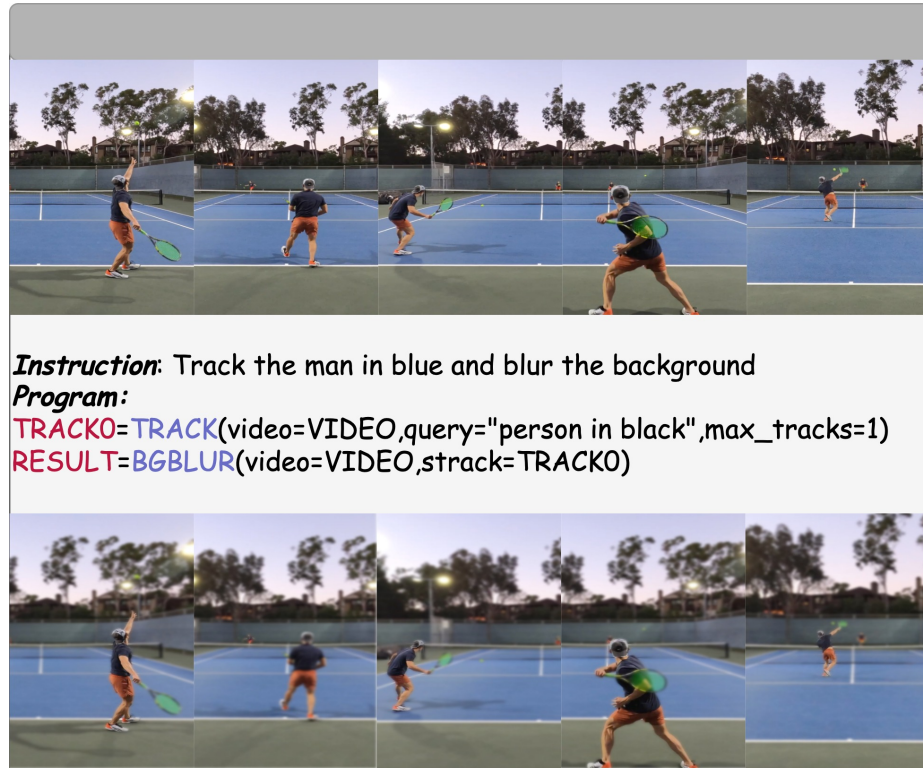 Instruction: Track the man in blue and blur the background
Program:
TRACK0=TRACK(video=VIDEO,query="person in black",max_tracks=1)
RESULT=BGBLUR(video=VIDEO,strack=TRACK0)